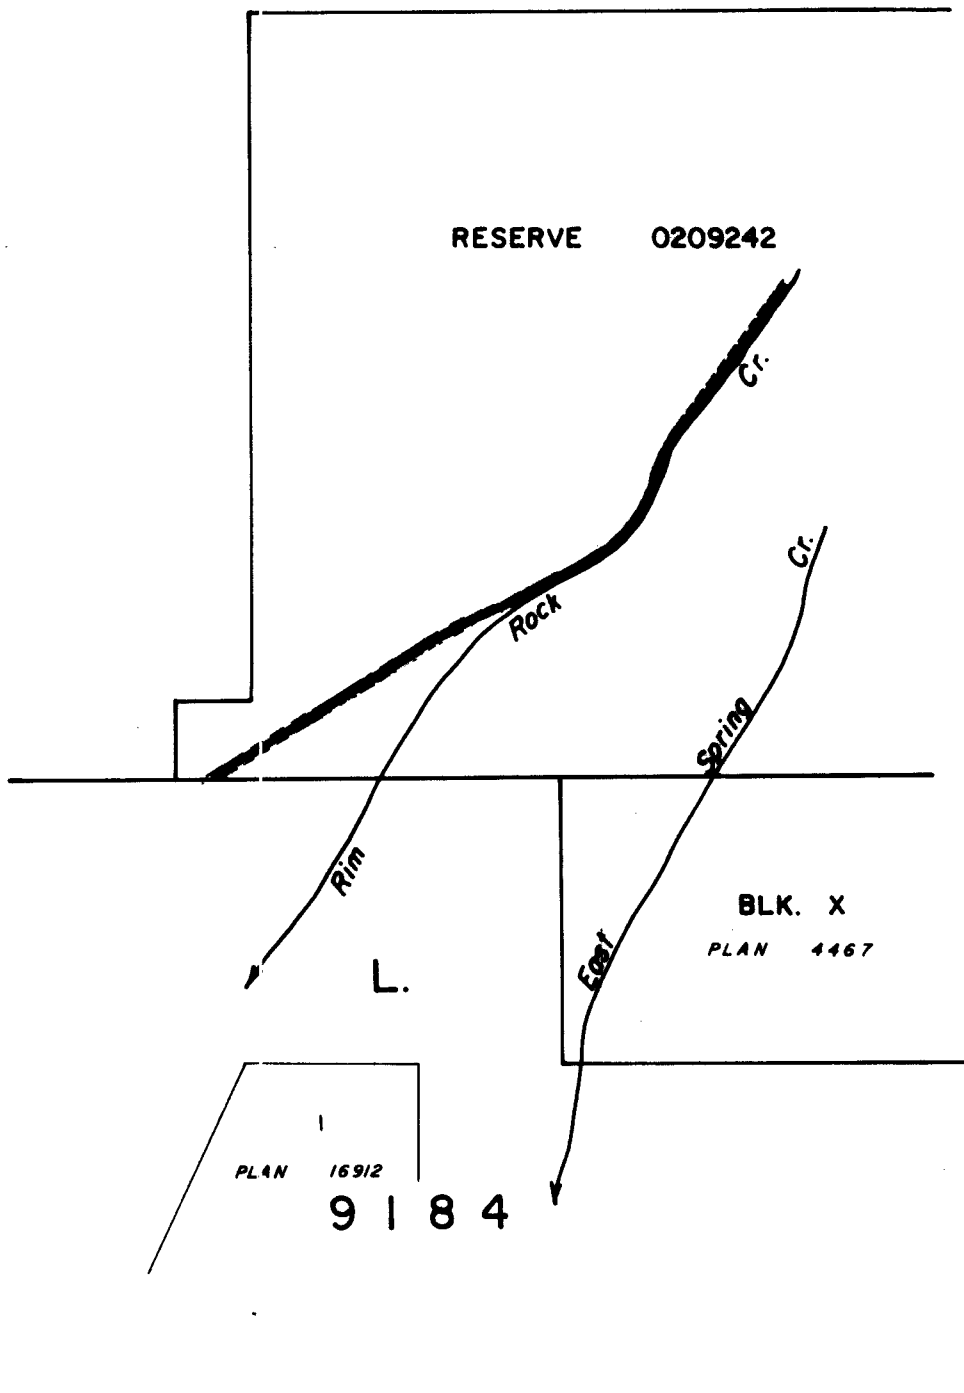 RESERVE 0209242
Rim Rock Cr.
East Spring Cr.
BLK. X
PLAN 4467
L.
1
PLAN 16912
9184